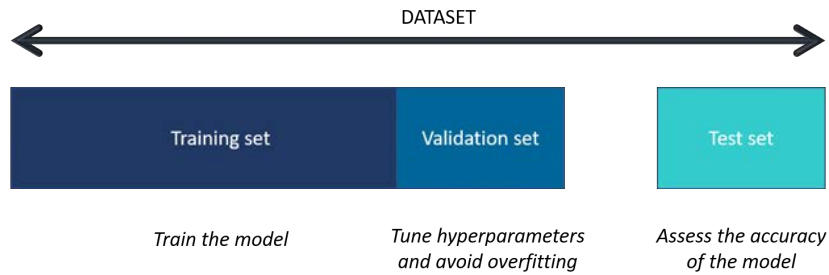 DATASET
Training set
Validation set
Test set
Train the model
Tune hyperparameters
and avoid overfitting
Assess the accuracy
of the model